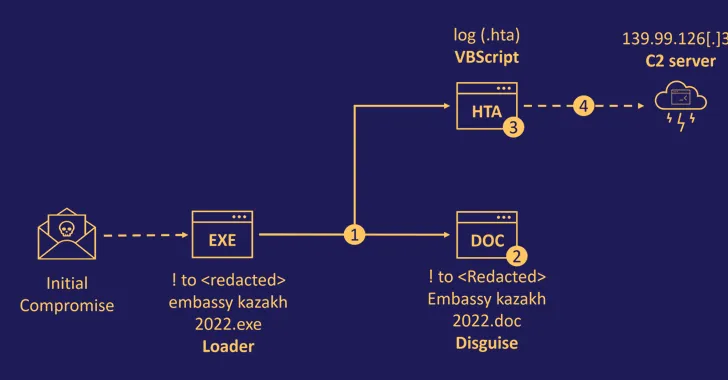 log (.hta)
VBScript
139.99.126[.]3
C2 server
HTA
3
4
EXE
1
DOC
2
Initial
Compromise
! to <redacted>
embassy kazakh
2022.exe
Loader
! to <Redacted>
Embassy kazakh
2022.doc
Disguise